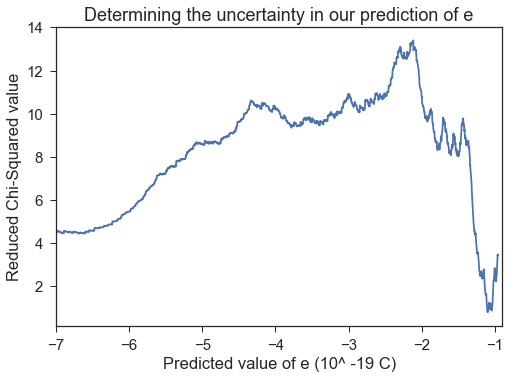 Determining the uncertainty in our prediction of e
Reduced Chi-Squared value
14
12
10
8
6
4
2
−7 −6 −5 −4 −3 −2 −1
Predicted value of e (10^ -19 C)